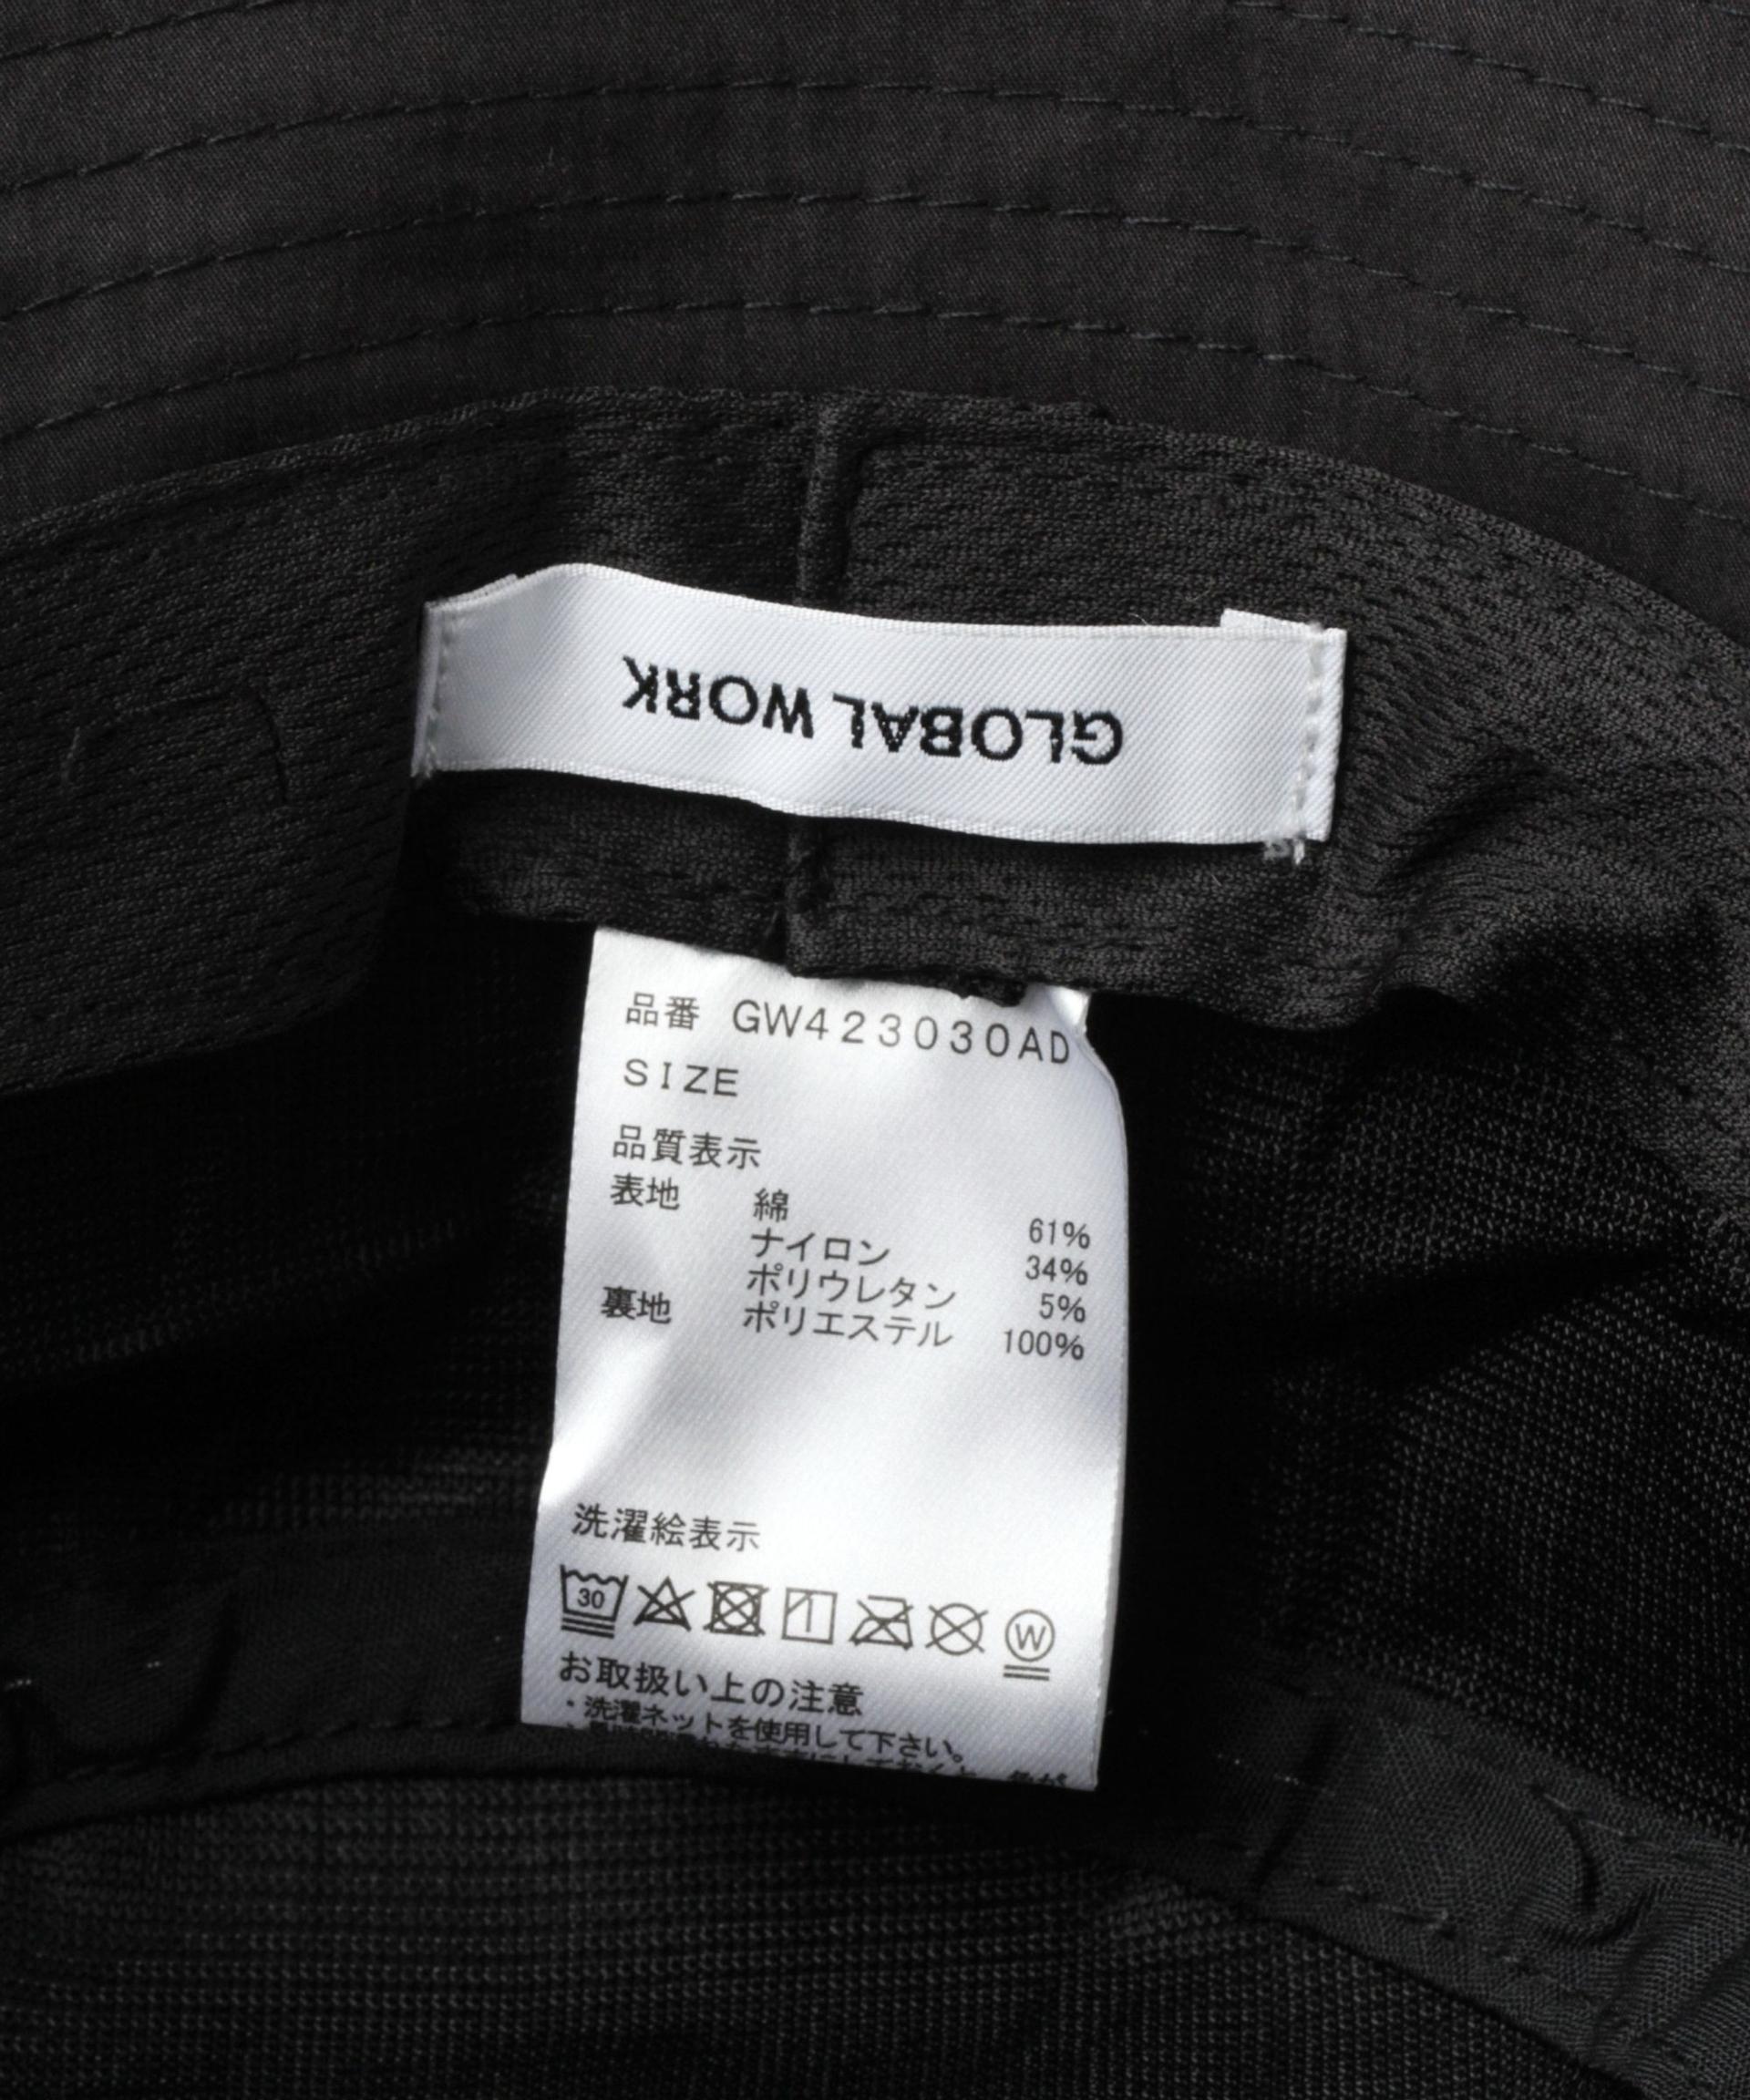 GLOBAL WORK
品番 GW423030AD
SIZE
品質表示
表地 綿 61%
ナイロン 34%
ポリウレタン 5%
裏地 ポリエステル 100%
洗濯絵表示
30 W
お取扱い上の注意
・洗濯ネットを使用して下さい。